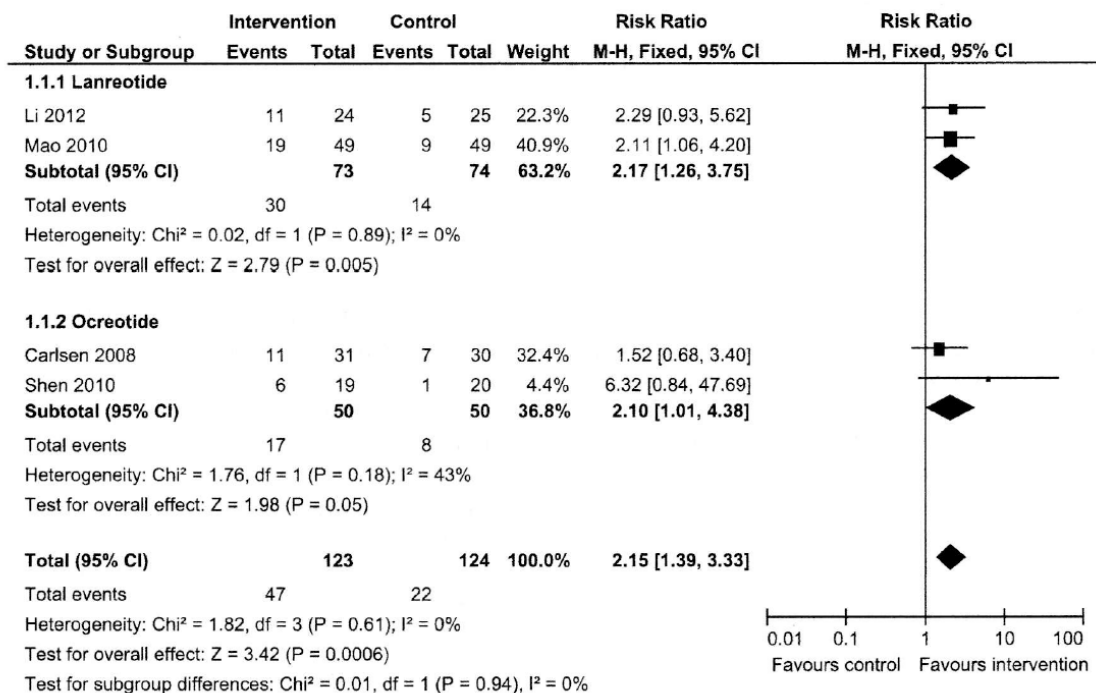 Intervention Control Risk Ratio Risk Ratio
Study or Subgroup Events Total Events Total Weight M-H, Fixed, 95% CI M-H, Fixed, 95% CI
1.1.1 Lanreotide
Li 2012 11 24 5 25 22.3% 2.29 [0.93, 5.62]
Mao 2010 19 49 9 49 40.9% 2.11 [1.06, 4.20]
Subtotal (95% CI) 73 74 63.2% 2.17 [1.26, 3.75]
Total events 30 14
Heterogeneity: Chi² = 0.02, df = 1 (P = 0.89); I² = 0%
Test for overall effect: Z = 2.79 (P = 0.005)
1.1.2 Ocreotide
Carlsen 2008 11 31 7 30 32.4% 1.52 [0.68, 3.40]
Shen 2010 6 19 1 20 4.4% 6.32 [0.84, 47.69]
Subtotal (95% CI) 50 50 36.8% 2.10 [1.01, 4.38]
Total events 17 8
Heterogeneity: Chi² = 1.76, df = 1 (P = 0.18); I² = 43%
Test for overall effect: Z = 1.98 (P = 0.05)
Total (95% CI) 123 124 100.0% 2.15 [1.39, 3.33]
Total events 47 22
Heterogeneity: Chi² = 1.82, df = 3 (P = 0.61); I² = 0%
Test for overall effect: Z = 3.42 (P = 0.0006)
Test for subgroup differences: Chi² = 0.01, df = 1 (P = 0.94), I² = 0%
0.01 0.1 1 10 100
Favours control Favours intervention